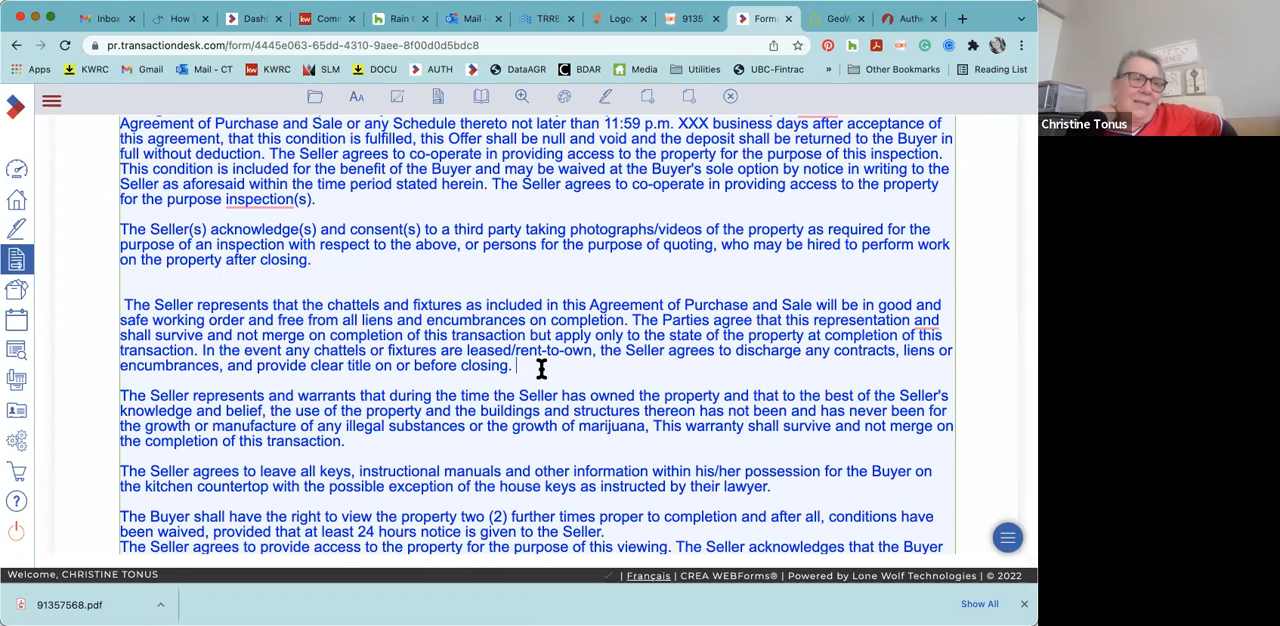 Inbox
How
Dash
Comm
Rain
Mail -
TRRE
Logo
9135
Form
GeoW
Authe
pr.transactiondesk.com/form/4445e063-65dd-4310-9aee-8f00d0d5bdc8
Apps KWRC Gmail Mail - CT KWRC SLM DOCU AUTH DataAGR BDAR Media Utilities UBC-Fintrac » Other Bookmarks Reading List
Christine Tonus
Agreement of Purchase and Sale or any Schedule thereto not later than 11:59 p.m. XXX business days after acceptance of
this agreement, that this condition is fulfilled, this Offer shall be null and void and the deposit shall be returned to the Buyer in
full without deduction. The Seller agrees to co-operate in providing access to the property for the purpose of this inspection.
This condition is included for the benefit of the Buyer and may be waived at the Buyer's sole option by notice in writing to the
Seller as aforesaid within the time period stated herein. The Seller agrees to co-operate in providing access to the property
for the purpose inspection(s).
The Seller(s) acknowledge(s) and consent(s) to a third party taking photographs/videos of the property as required for the
purpose of an inspection with respect to the above, or persons for the purpose of quoting, who may be hired to perform work
on the property after closing.
The Seller represents that the chattels and fixtures as included in this Agreement of Purchase and Sale will be in good and
safe working order and free from all liens and encumbrances on completion. The Parties agree that this representation and
shall survive and not merge on completion of this transaction but apply only to the state of the property at completion of this
transaction. In the event any chattels or fixtures are leased/rent-to-own, the Seller agrees to discharge any contracts, liens or
encumbrances, and provide clear title on or before closing.
The Seller represents and warrants that during the time the Seller has owned the property and that to the best of the Seller's
knowledge and belief, the use of the property and the buildings and structures thereon has not been and has never been for
the growth or manufacture of any illegal substances or the growth of marijuana, This warranty shall survive and not merge on
the completion of this transaction.
The Seller agrees to leave all keys, instructional manuals and other information within his/her possession for the Buyer on
the kitchen countertop with the possible exception of the house keys as instructed by their lawyer.
The Buyer shall have the right to view the property two (2) further times proper to completion and after all, conditions have
been waived, provided that at least 24 hours notice is given to the Seller.
The Seller agrees to provide access to the property for the purpose of this viewing. The Seller acknowledges that the Buyer
Welcome, CHRISTINE TONUS | Français | CREA WEBForms® | Powered by Lone Wolf Technologies | © 2022
91357568.pdf
Show All